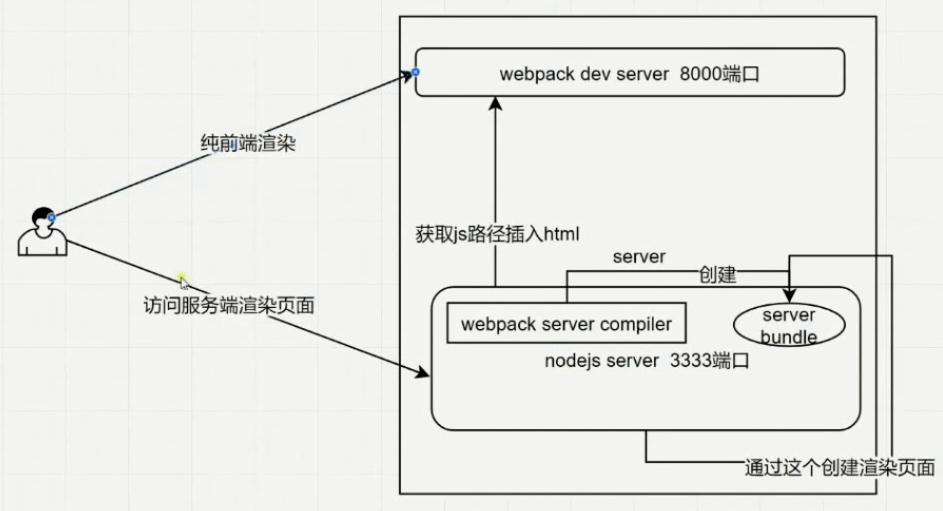 webpack dev server 8000端口
纯前端渲染
获取js路径插入html
server
创建
访问服务端渲染页面
webpack server compiler
server
bundle
nodejs server 3333端口
通过这个创建渲染页面